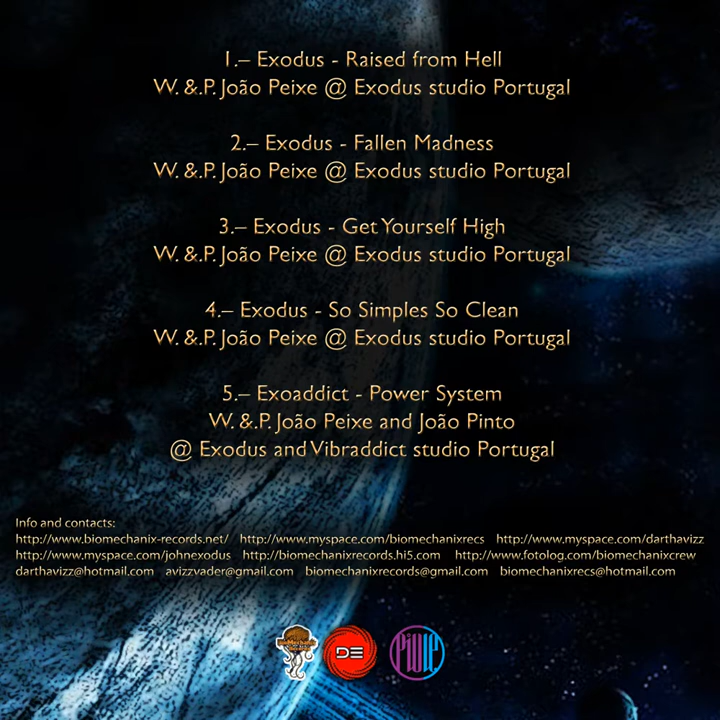 1.– Exodus - Raised from Hell
W. &.P. João Peixe @ Exodus studio Portugal
2.– Exodus - Fallen Madness
W. &.P. João Peixe @ Exodus studio Portugal
3.– Exodus - Get Yourself High
W. &.P. João Peixe @ Exodus studio Portugal
4.– Exodus - So Simples So Clean
W. &.P. João Peixe @ Exodus studio Portugal
5.– Exoaddict - Power System
W. &.P. João Peixe and João Pinto
@ Exodus and Vibraddict studio Portugal
Info and contacts:
http://www.biomechanix-records.net/ http://www.myspace.com/biomechanixrecs http://www.myspace.com/darthavizz
http://www.myspace.com/johnexodus http://biomechanixrecords.hi5.com http://www.fotolog.com/biomechanixcrew
darthavizz@hotmail.com avizzvader@gmail.com biomechanixrecords@gmail.com biomechanixrecs@hotmail.com
BioMechanix
Records
DE